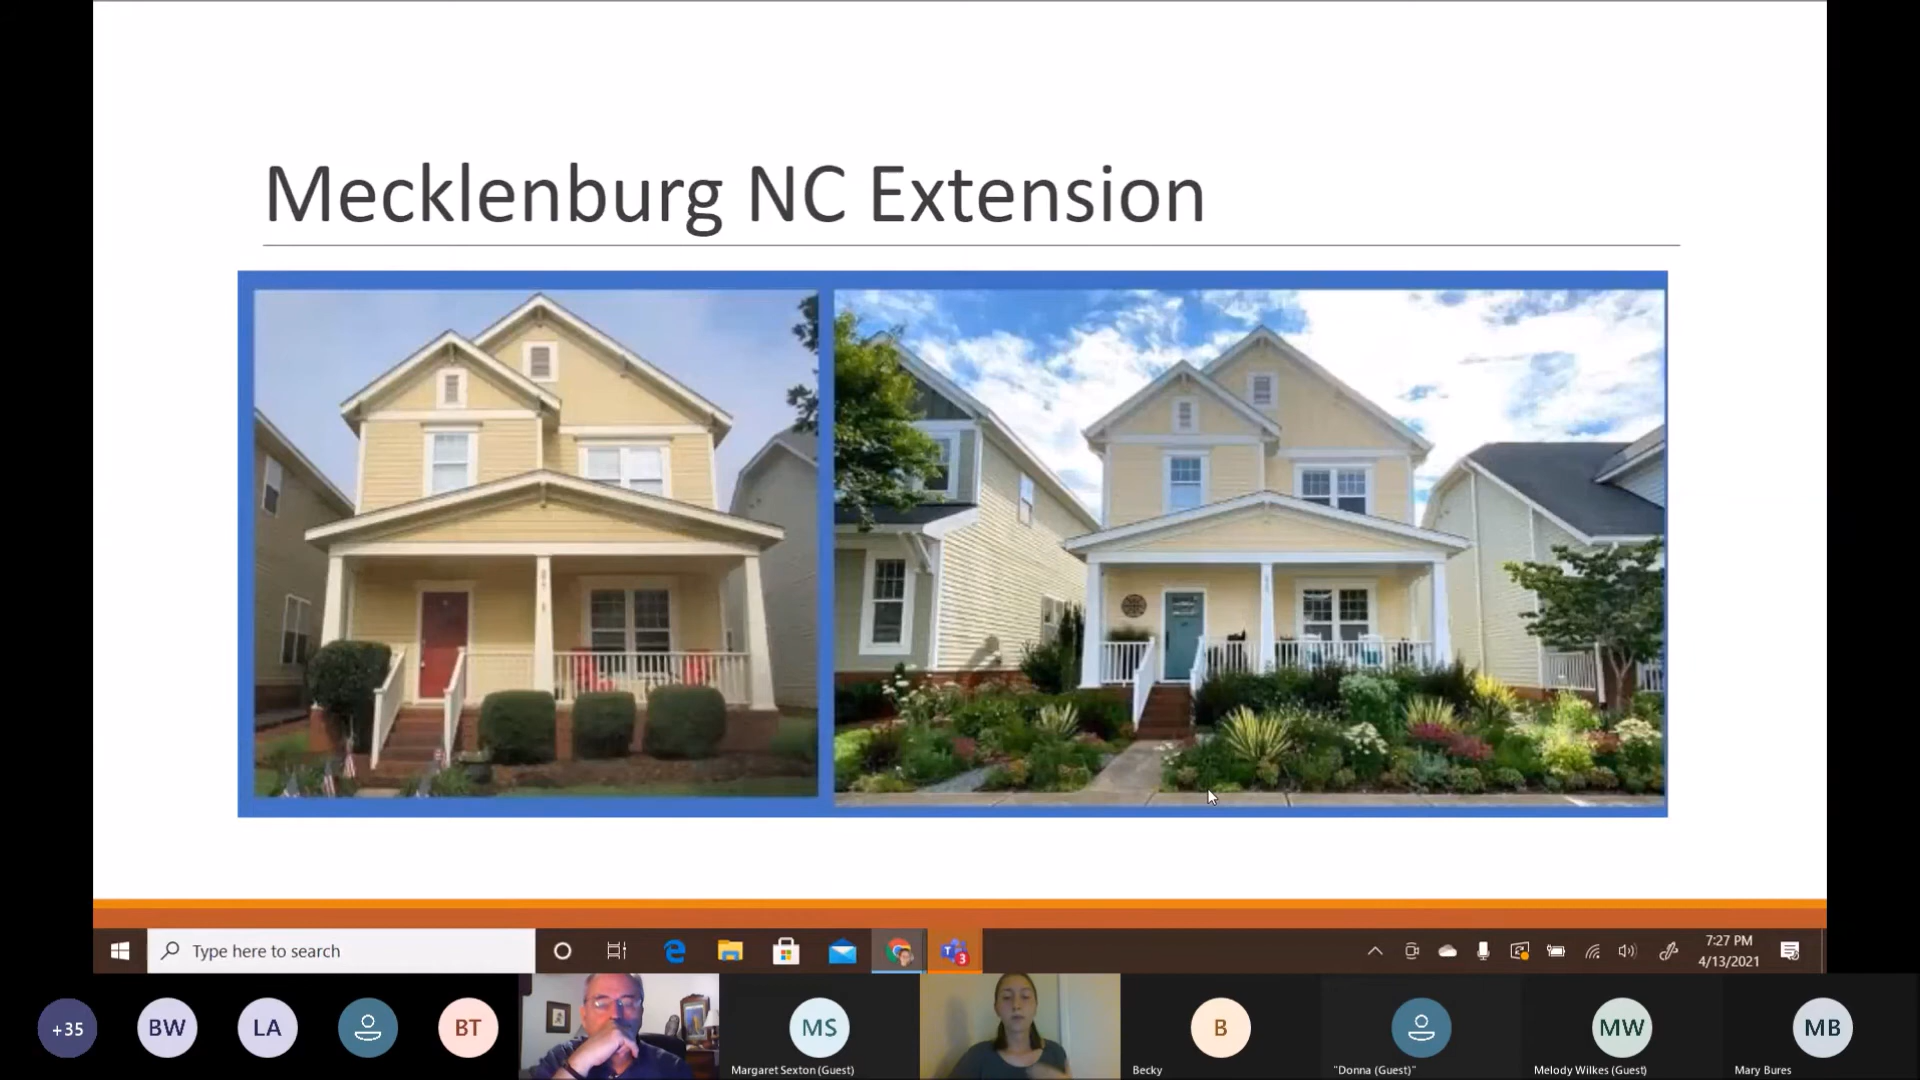 Mecklenburg NC Extension
Type here to search
3
7:27 PM
4/13/2021
+35
BW
LA
BT
MS
Margaret Sexton (Guest)
B
Becky
"Donna (Guest)"
MW
Melody Wilkes (Guest)
MB
Mary Bures